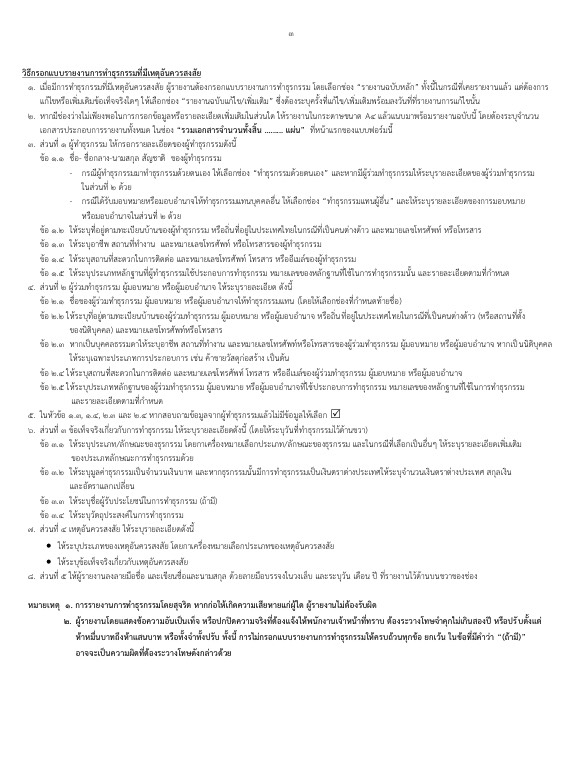 ๓
วิธีกรอกแบบรายงานการทำธุรกรรมที่มีเหตุอันควรสงสัย
๑. เมื่อมีการทำธุรกรรมที่มีเหตุอันควรสงสัย ผู้รายงานต้องกรอกแบบรายงานการทำธุรกรรม โดยเลือกช่อง “รายงานฉบับหลัก” ทั้งนี้ในกรณีที่เคยรายงานแล้ว แต่ต้องการ
แก้ไขหรือเพิ่มเติมข้อเท็จจริงใดๆ ให้เลือกช่อง “รายงานฉบับแก้ไข/เพิ่มเติม” ซึ่งต้องระบุครั้งที่แก้ไข/เพิ่มเติมพร้อมลงวันที่ที่รายงานการแก้ไขนั้น
๒. หากมีช่องว่างไม่เพียงพอในการกรอกข้อมูลหรือรายละเอียดเพิ่มเติมในส่วนใด ให้รายงานในกระดาษขนาด A๔ แล้วแนบมาพร้อมรายงานฉบับนี้ โดยต้องระบุจำนวน
เอกสารประกอบการรายงานทั้งหมด ในช่อง “รวมเอกสารจำนวนทั้งสิ้น ......... แผ่น” ที่หน้าแรกของแบบฟอร์มนี้
๓. ส่วนที่ ๑ ผู้ทำธุรกรรม ให้กรอกรายละเอียดของผู้ทำธุรกรรมดังนี้
ข้อ ๑.๑ ชื่อ- ชื่อกลาง-นามสกุล สัญชาติ ของผู้ทำธุรกรรม
- กรณีผู้ทำธุรกรรมมาทำธุรกรรมด้วยตนเอง ให้เลือกช่อง “ทำธุรกรรมด้วยตนเอง” และหากมีผู้ร่วมทำธุรกรรมให้ระบุรายละเอียดของผู้ร่วมทำธุรกรรม
ในส่วนที่ ๒ ด้วย
- กรณีได้รับมอบหมายหรือมอบอำนาจให้ทำธุรกรรมแทนบุคคลอื่น ให้เลือกช่อง “ทำธุรกรรมแทนผู้อื่น” และให้ระบุรายละเอียดของการมอบหมาย
หรือมอบอำนาจในส่วนที่ ๒ ด้วย
ข้อ ๑.๒ ให้ระบุที่อยู่ตามทะเบียนบ้านของผู้ทำธุรกรรม หรือถิ่นที่อยู่ในประเทศไทยในกรณีที่เป็นคนต่างด้าว และหมายเลขโทรศัพท์ หรือโทรสาร
ข้อ ๑.๓ ให้ระบุอาชีพ สถานที่ทำงาน และหมายเลขโทรศัพท์ หรือโทรสารของผู้ทำธุรกรรม
ข้อ ๑.๔ ให้ระบุสถานที่สะดวกในการติดต่อ และหมายเลขโทรศัพท์ โทรสาร หรืออีเมล์ของผู้ทำธุรกรรม
ข้อ ๑.๕ ให้ระบุประเภทหลักฐานที่ผู้ทำธุรกรรมใช้ประกอบการทำธุรกรรม หมายเลขของหลักฐานที่ใช้ในการทำธุรกรรมนั้น และรายละเอียดตามที่กำหนด
๔. ส่วนที่ ๒ ผู้ร่วมทำธุรกรรม ผู้มอบหมาย หรือผู้มอบอำนาจ ให้ระบุรายละเอียด ดังนี้
ข้อ ๒.๑ ชื่อของผู้ร่วมทำธุรกรรม ผู้มอบหมาย หรือผู้มอบอำนาจให้ทำธุรกรรมแทน (โดยให้เลือกช่องที่กำหนดท้ายชื่อ)
ข้อ ๒.๒ ให้ระบุที่อยู่ตามทะเบียนบ้านของผู้ร่วมทำธุรกรรม ผู้มอบหมาย หรือผู้มอบอำนาจ หรือถิ่นที่อยู่ในประเทศไทยในกรณีที่เป็นคนต่างด้าว (หรือสถานที่ตั้ง
ของนิติบุคคล) และหมายเลขโทรศัพท์หรือโทรสาร
ข้อ ๒.๓ หากเป็นบุคคลธรรมดาให้ระบุอาชีพ สถานที่ทำงาน และหมายเลขโทรศัพท์หรือโทรสารของผู้ร่วมทำธุรกรรม ผู้มอบหมาย หรือผู้มอบอำนาจ หากเป็นนิติบุคคล
ให้ระบุเฉพาะประเภทการประกอบการ เช่น ค้าขายวัสดุก่อสร้าง เป็นต้น
ข้อ ๒.๔ ให้ระบุสถานที่สะดวกในการติดต่อ และหมายเลขโทรศัพท์ โทรสาร หรืออีเมล์ของผู้ร่วมทำธุรกรรม ผู้มอบหมาย หรือผู้มอบอำนาจ
ข้อ ๒.๕ ให้ระบุประเภทหลักฐานของผู้ร่วมทำธุรกรรม ผู้มอบหมาย หรือผู้มอบอำนาจที่ใช้ประกอบการทำธุรกรรม หมายเลขของหลักฐานที่ใช้ในการทำธุรกรรม
และรายละเอียดตามที่กำหนด
๕. ในหัวข้อ ๑.๓, ๑.๔, ๒.๓ และ ๒.๔ หากสอบถามข้อมูลจากผู้ทำธุรกรรมแล้วไม่มีข้อมูลให้เลือก ☑
๖. ส่วนที่ ๓ ข้อเท็จจริงเกี่ยวกับการทำธุรกรรม ให้ระบุรายละเอียดดังนี้ (โดยให้ระบุวันที่ทำธุรกรรมไว้ด้านขวา)
ข้อ ๓.๑ ให้ระบุประเภท/ลักษณะของธุรกรรม โดยกาเครื่องหมายเลือกประเภท/ลักษณะของธุรกรรม และในกรณีที่เลือกเป็นอื่นๆ ให้ระบุรายละเอียดเพิ่มเติม
ของประเภทลักษณะการทำธุรกรรมด้วย
ข้อ ๓.๒ ให้ระบุมูลค่าธุรกรรมเป็นจำนวนเงินบาท และหากธุรกรรมนั้นมีการทำธุรกรรมเป็นเงินตราต่างประเทศให้ระบุจำนวนเงินตราต่างประเทศ สกุลเงิน
และอัตราแลกเปลี่ยน
ข้อ ๓.๓ ให้ระบุชื่อผู้รับประโยชน์ในการทำธุรกรรม (ถ้ามี)
ข้อ ๓.๔ ให้ระบุวัตถุประสงค์ในการทำธุรกรรม
๗. ส่วนที่ ๔ เหตุอันควรสงสัย ให้ระบุรายละเอียดดังนี้
● ให้ระบุประเภทของเหตุอันควรสงสัย โดยกาเครื่องหมายเลือกประเภทของเหตุอันควรสงสัย
● ให้ระบุข้อเท็จจริงเกี่ยวกับเหตุอันควรสงสัย
๘. ส่วนที่ ๕ ให้ผู้รายงานลงลายมือชื่อ และเขียนชื่อและนามสกุล ด้วยลายมือบรรจงในวงเล็บ และระบุวัน เดือน ปี ที่รายงานไว้ด้านบนขวาของช่อง
หมายเหตุ ๑. การรายงานการทำธุรกรรมโดยสุจริต หากก่อให้เกิดความเสียหายแก่ผู้ใด ผู้รายงานไม่ต้องรับผิด
๒. ผู้รายงานโดยแสดงข้อความอันเป็นเท็จ หรือปกปิดความจริงที่ต้องแจ้งให้พนักงานเจ้าหน้าที่ทราบ ต้องระวางโทษจำคุกไม่เกินสองปี หรือปรับตั้งแต่
ห้าหมื่นบาทถึงห้าแสนบาท หรือทั้งจำทั้งปรับ ทั้งนี้ การไม่กรอกแบบรายงานการทำธุรกรรมให้ครบถ้วนทุกข้อ ยกเว้น ในข้อที่มีคำว่า “(ถ้ามี)”
อาจจะเป็นความผิดที่ต้องระวางโทษดังกล่าวด้วย